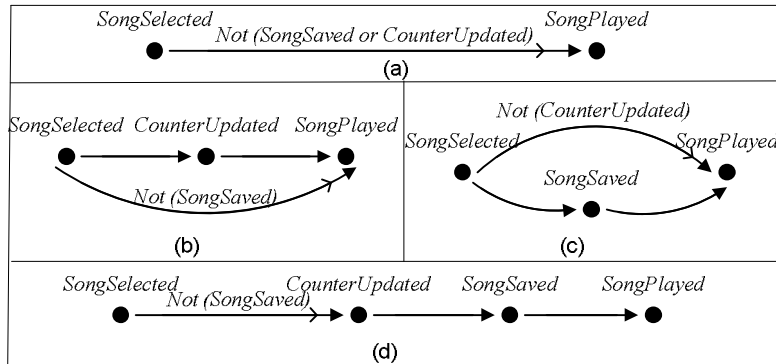 SongSelected SongPlayed
Not (SongSaved or CounterUpdated)
(a)
SongSelected CounterUpdated SongPlayed
Not (SongSaved)
(b)
Not (CounterUpdated)
SongSelected SongPlayed
SongSaved
(c)
SongSelected CounterUpdated SongSaved SongPlayed
Not (SongSaved)
(d)